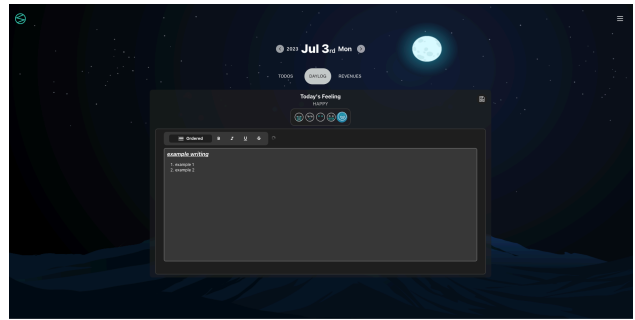 2023 Jul 3rd Mon
TODOS DAYLOG REVENUES
Today's Feeling
HAPPY
Ordered B I U S
example writing
1. example 1
2. example 2